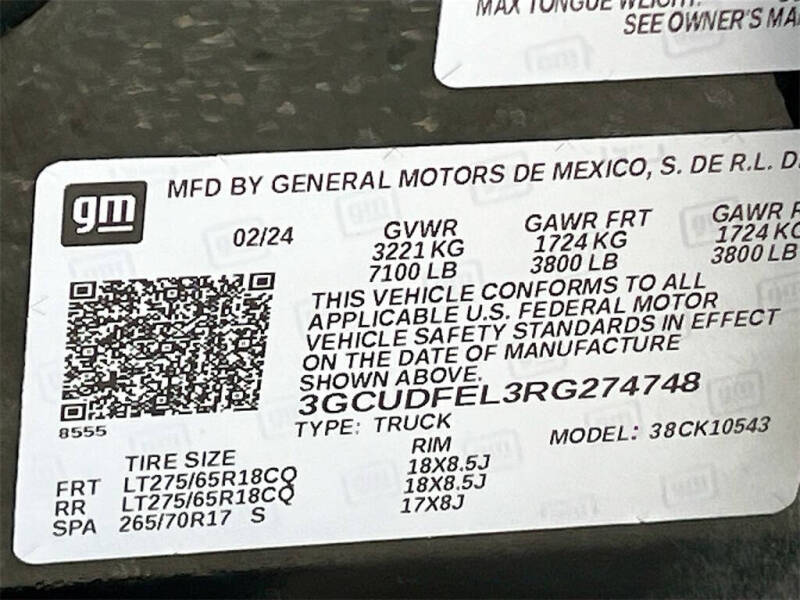 MAX TONGUE WEIGHT:
SEE OWNER'S MA
gm
MFD BY GENERAL MOTORS DE MEXICO, S. DE R.L. D
02/24 GVWR GAWR FRT GAWR R
3221 KG 1724 KG 1724 KG
7100 LB 3800 LB 3800 LB
THIS VEHICLE CONFORMS TO ALL
APPLICABLE U.S. FEDERAL MOTOR
VEHICLE SAFETY STANDARDS IN EFFECT
ON THE DATE OF MANUFACTURE
SHOWN ABOVE.
3GCUDFEL3RG274748
8555
TYPE: TRUCK MODEL: 38CK10543
TIRE SIZE RIM
FRT LT275/65R18CQ 18X8.5J
RR LT275/65R18CQ 18X8.5J
SPA 265/70R17 S 17X8J